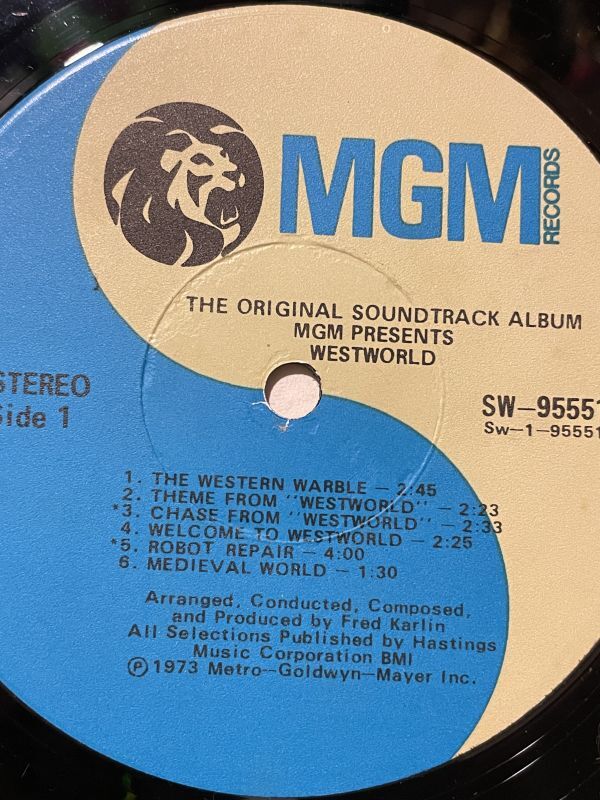 MGM
RECORDS
THE ORIGINAL SOUNDTRACK ALBUM
MGM PRESENTS
WESTWORLD
STEREO
Side 1
SW-95551
Sw-1-95551
1. THE WESTERN WARBLE - 2:45
2. THEME FROM "WESTWORLD" - 2:23
*3. CHASE FROM "WESTWORLD" - 2:33
4. WELCOME TO WESTWORLD - 2:25
*5. ROBOT REPAIR - 4:00
6. MEDIEVAL WORLD - 1:30
Arranged, Conducted, Composed,
and Produced by Fred Karlin
All Selections Published by Hastings
Music Corporation BMI
℗ 1973 Metro-Goldwyn-Mayer Inc.